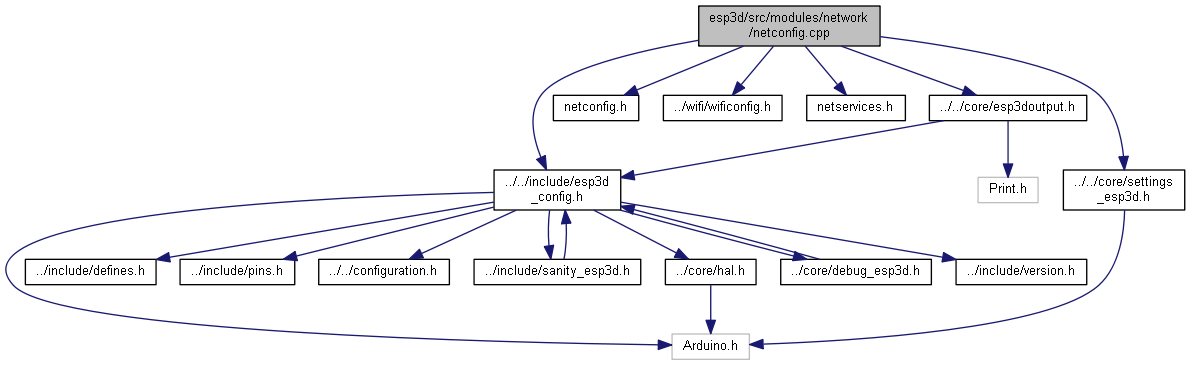 esp3d/src/modules/network
/netconfig.cpp
netconfig.h
../wifi/wificonfig.h
netservices.h
../../core/esp3doutput.h
../../include/esp3d
_config.h
Print.h
../../core/settings
_esp3d.h
../include/defines.h
../include/pins.h
../../configuration.h
../include/sanity_esp3d.h
../core/hal.h
../core/debug_esp3d.h
../include/version.h
Arduino.h